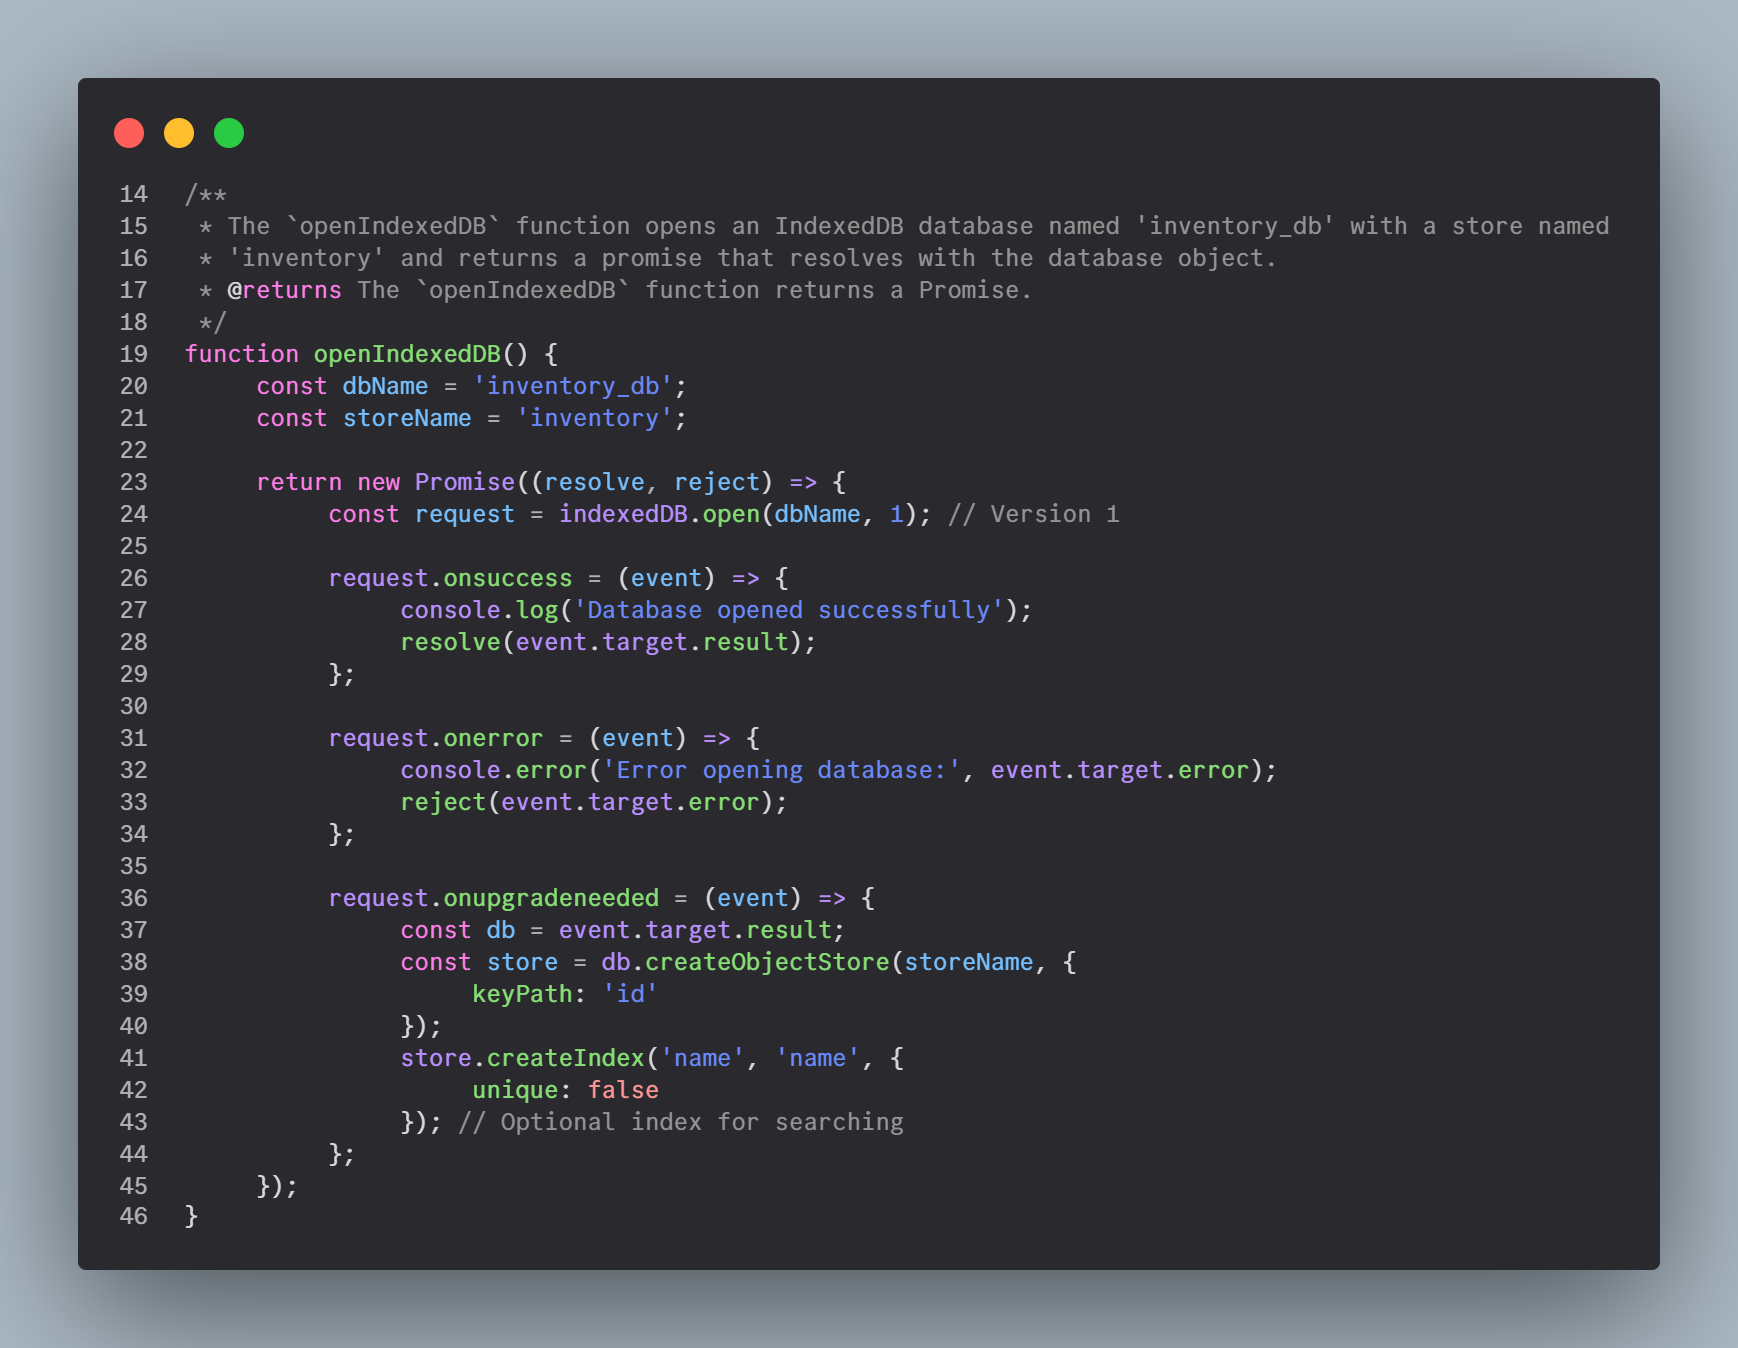 14 /**
15  * The `openIndexedDB` function opens an IndexedDB database named 'inventory_db' with a store named
16  * 'inventory' and returns a promise that resolves with the database object.
17  * @returns The `openIndexedDB` function returns a Promise.
18  */
19 function openIndexedDB() {
20      const dbName = 'inventory_db';
21      const storeName = 'inventory';
22
23      return new Promise((resolve, reject) => {
24           const request = indexedDB.open(dbName, 1); // Version 1
25
26           request.onsuccess = (event) => {
27                console.log('Database opened successfully');
28                resolve(event.target.result);
29           };
30
31           request.onerror = (event) => {
32                console.error('Error opening database:', event.target.error);
33                reject(event.target.error);
34           };
35
36           request.onupgradeneeded = (event) => {
37                const db = event.target.result;
38                const store = db.createObjectStore(storeName, {
39                     keyPath: 'id'
40                });
41                store.createIndex('name', 'name', {
42                     unique: false
43                }); // Optional index for searching
44           };
45      });
46 }